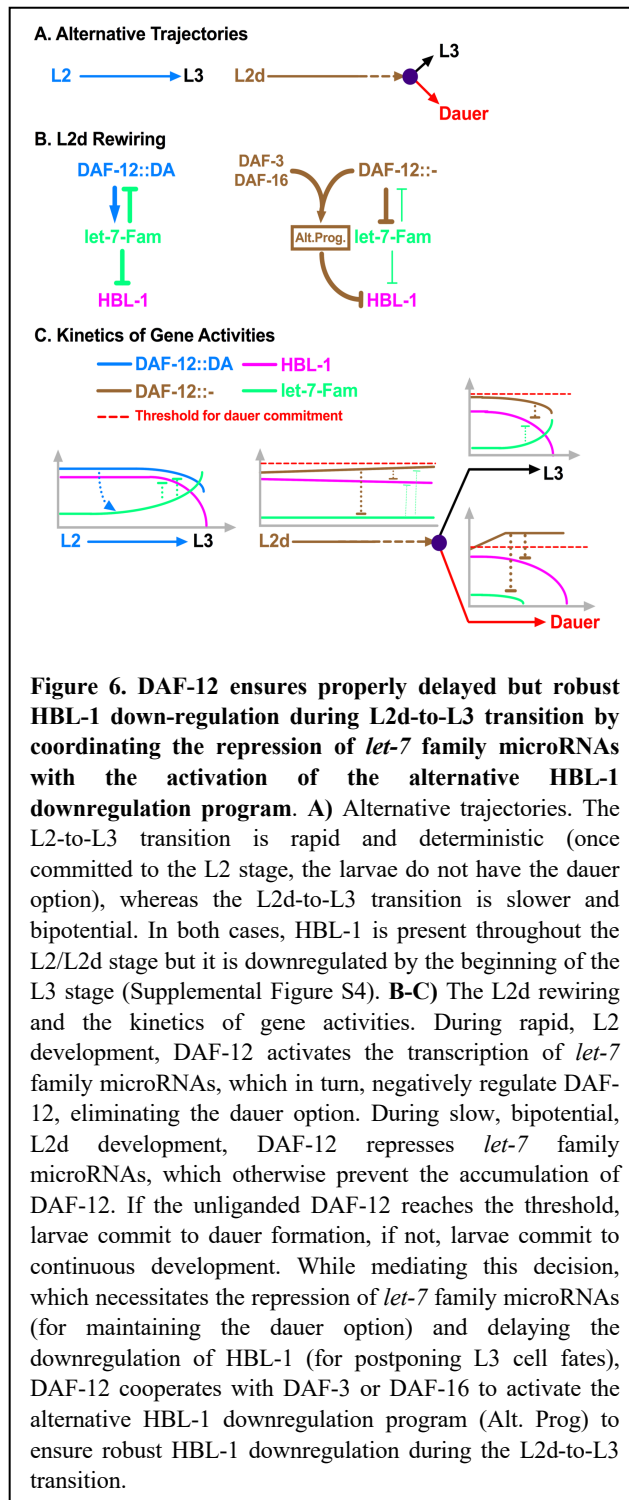 A. Alternative Trajectories
L2
L3
L2d
L3
Dauer
B. L2d Rewiring
DAF-12::DA
let-7-Fam
HBL-1
DAF-3
DAF-16
DAF-12::-
Alt.Prog.
let-7-Fam
HBL-1
C. Kinetics of Gene Activities
DAF-12::DA
HBL-1
DAF-12::-
let-7-Fam
Threshold for dauer commitment
L2
L3
L2d
L3
Dauer
Figure 6. DAF-12 ensures properly delayed but robust
HBL-1 down-regulation during L2d-to-L3 transition by
coordinating the repression of let-7 family microRNAs
with the activation of the alternative HBL-1
downregulation program. A) Alternative trajectories. The
L2-to-L3 transition is rapid and deterministic (once
committed to the L2 stage, the larvae do not have the dauer
option), whereas the L2d-to-L3 transition is slower and
bipotential. In both cases, HBL-1 is present throughout the
L2/L2d stage but it is downregulated by the beginning of the
L3 stage (Supplemental Figure S4). B-C) The L2d rewiring
and the kinetics of gene activities. During rapid, L2
development, DAF-12 activates the transcription of let-7
family microRNAs, which in turn, negatively regulate DAF-
12, eliminating the dauer option. During slow, bipotential,
L2d development, DAF-12 represses let-7 family
microRNAs, which otherwise prevent the accumulation of
DAF-12. If the unliganded DAF-12 reaches the threshold,
larvae commit to dauer formation, if not, larvae commit to
continuous development. While mediating this decision,
which necessitates the repression of let-7 family microRNAs
(for maintaining the dauer option) and delaying the
downregulation of HBL-1 (for postponing L3 cell fates),
DAF-12 cooperates with DAF-3 or DAF-16 to activate the
alternative HBL-1 downregulation program (Alt. Prog) to
ensure robust HBL-1 downregulation during the L2d-to-L3
transition.